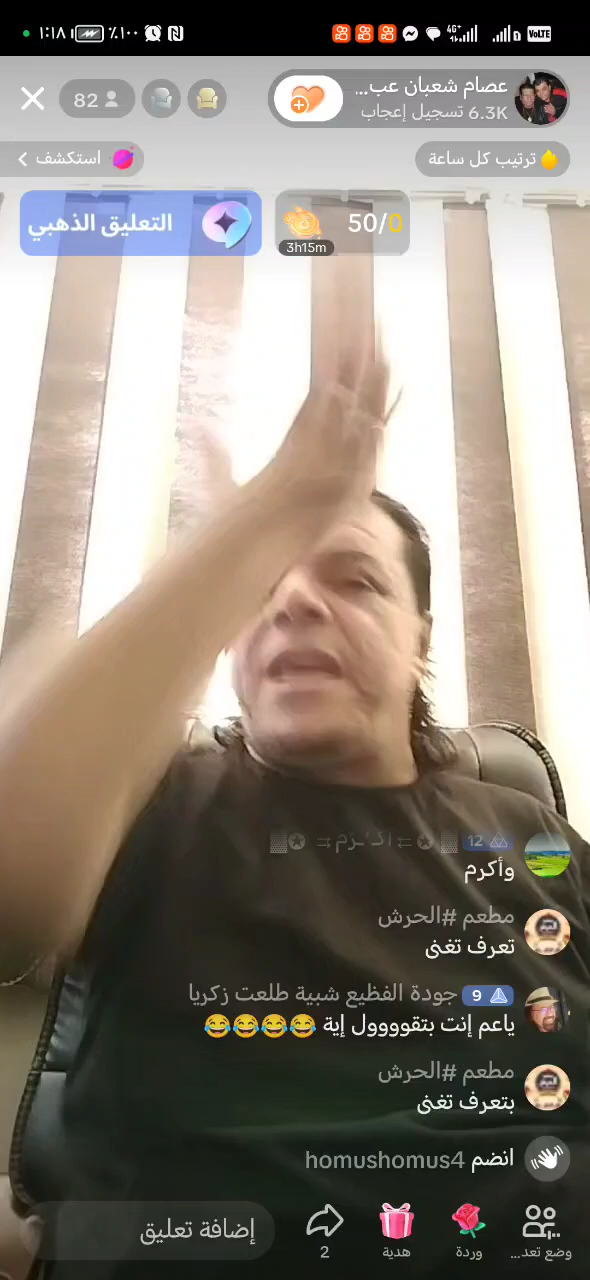 ١:١٨ ٪١٠٠ 4G+ VoLTE
عصام شعبان عب...
6.3K تسجيل إعجاب
82
ترتيب كل ساعة
استكشف
50/0
3h15m
التعليق الذهبي
12
وأكرم
مطعم #الحرش
تعرف تغنى
9 جودة الفظيع شبية طلعت زكريا
ياعم إنت بتقوووول إية 😂😂😂😂
مطعم #الحرش
بتعرف تغنى
انضم homushomus4
وضع تعد...
وردة
هدية
2
إضافة تعليق